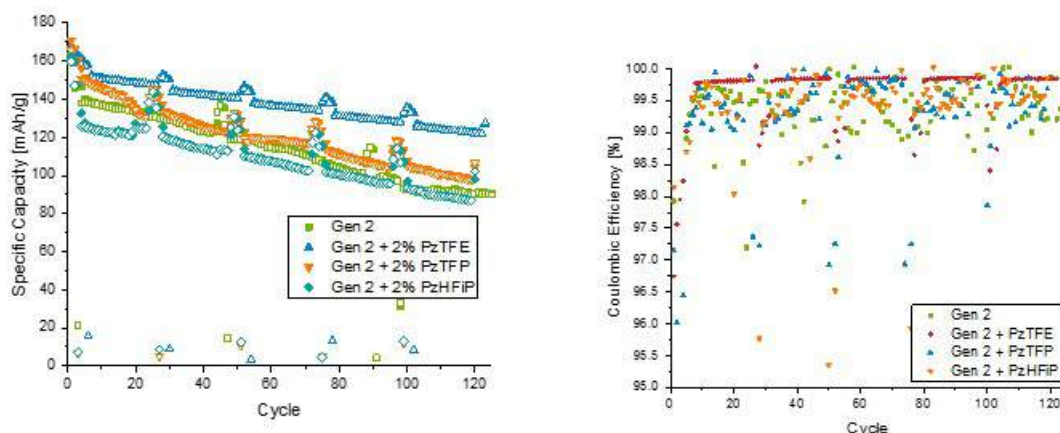 180
160
140
120
100
80
60
40
20
0
Specific Capacity [mAh/g]
0 20 40 60 80 100 120
Cycle
Gen 2
Gen 2 + 2% PzTFE
Gen 2 + 2% PzTFP
Gen 2 + 2% PzHFiP
100.0
99.5
99.0
98.5
98.0
97.5
97.0
96.5
96.0
95.5
95.0
Coulombic Efficiency [%]
0 20 40 60 80 100 120
Cycle
Gen 2
Gen 2 + PzTFE
Gen 2 + PzTFP
Gen 2 + PzHFiP